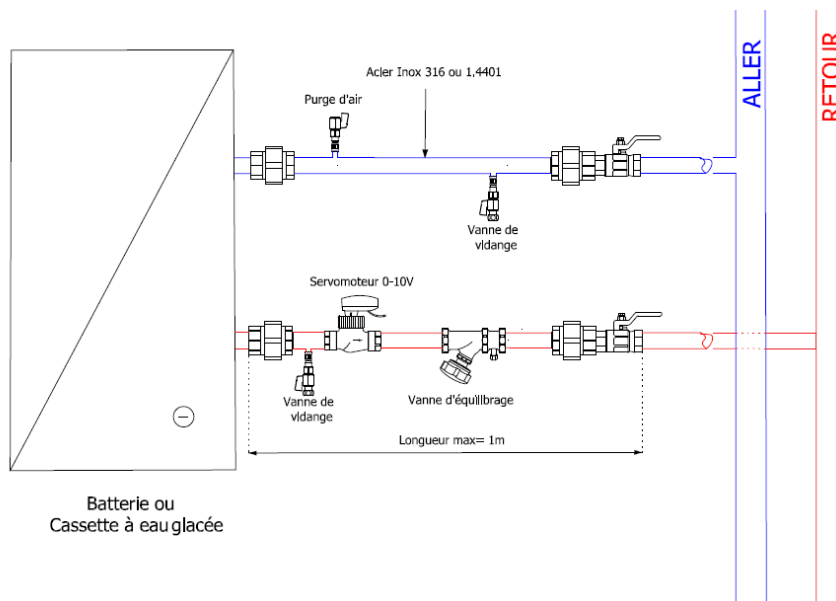 ALLER
RETOUR
Acier Inox 316 ou 1,4401
Purge d'air
Vanne de
vidange
Servomoteur 0-10V
Vanne de
vidange
Vanne d'équilibrage
Longueur max= 1m
Batterie ou
Cassette à eau glacée